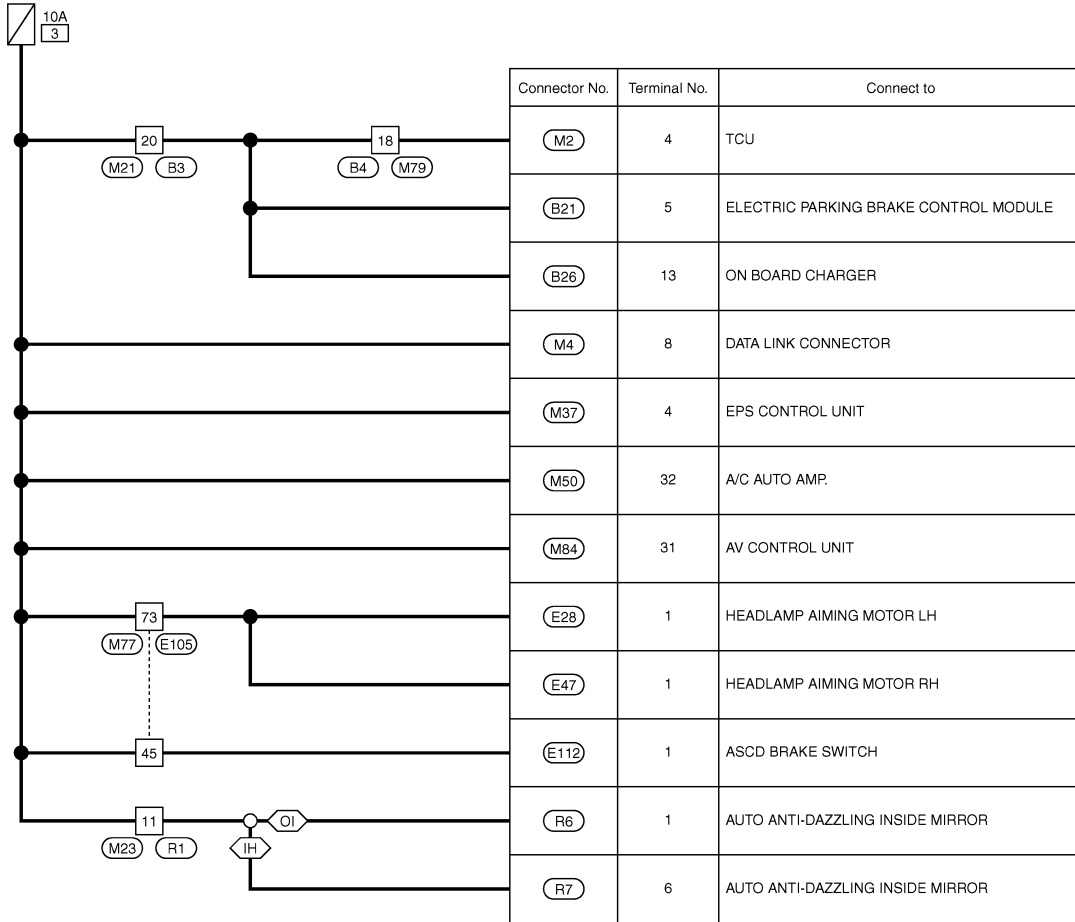 10A
3
Connector No. Terminal No. Connect to
20 18 M2 4 TCU
M21 B3 B4 M79
B21 5 ELECTRIC PARKING BRAKE CONTROL MODULE
B26 13 ON BOARD CHARGER
M4 8 DATA LINK CONNECTOR
M37 4 EPS CONTROL UNIT
M50 32 A/C AUTO AMP.
M84 31 AV CONTROL UNIT
73 E28 1 HEADLAMP AIMING MOTOR LH
M77 E105
E47 1 HEADLAMP AIMING MOTOR RH
45 E112 1 ASCD BRAKE SWITCH
11 OI R6 1 AUTO ANTI-DAZZLING INSIDE MIRROR
M23 R1 IH
R7 6 AUTO ANTI-DAZZLING INSIDE MIRROR